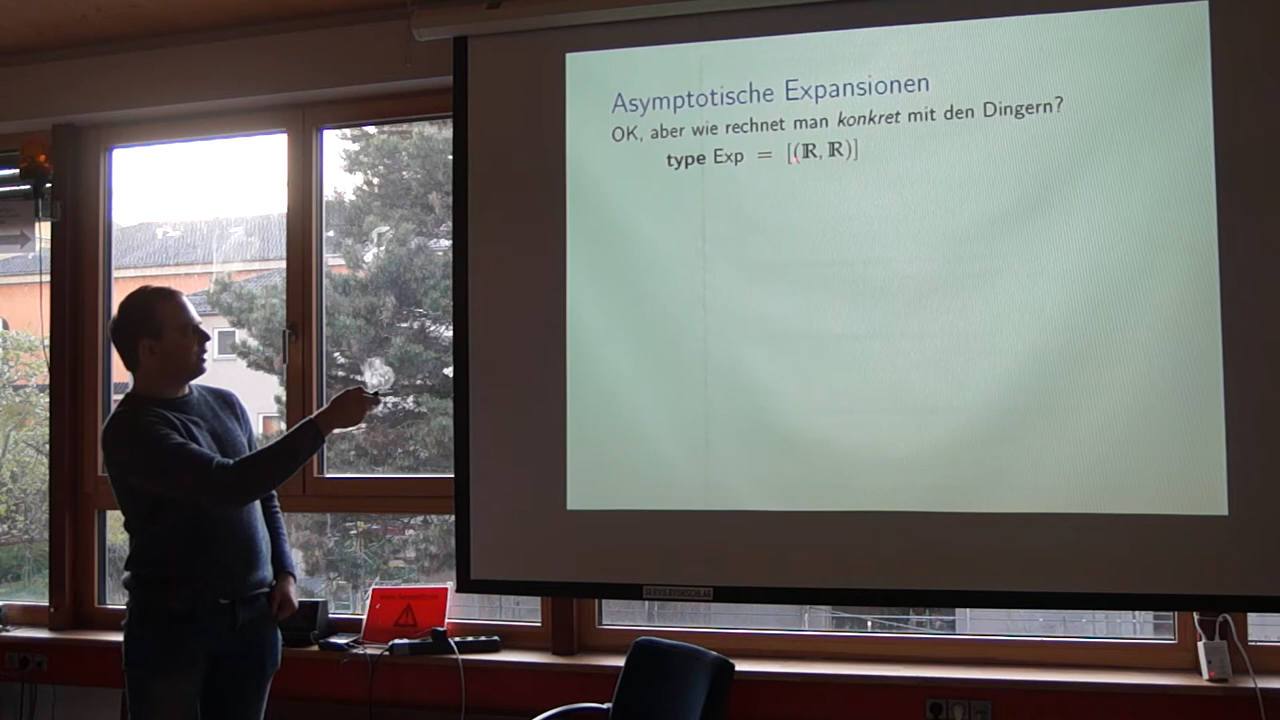 Asymptotische Expansionen
OK, aber wie rechnet man konkret mit den Dingern?
type Exp = [(ℝ, ℝ)]